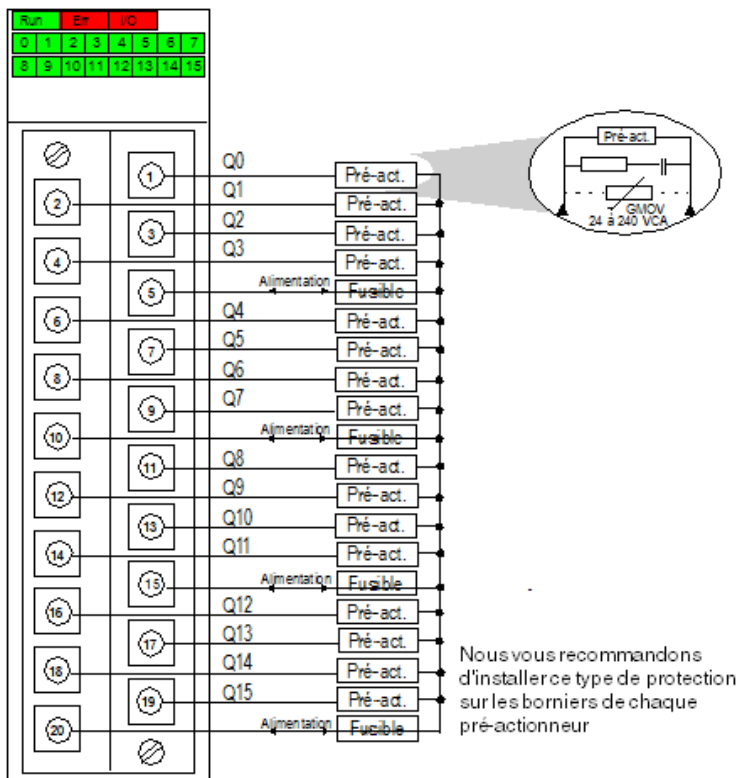 Run Err I/O
0 1 2 3 4 5 6 7
8 9 10 11 12 13 14 15
Pré-act.
GMOV
24 à 240 VCA
1 Q0 Pré-act.
2 Q1 Pré-act.
3 Q2 Pré-act.
4 Q3 Pré-act.
5 Alimentation Fusible
6 Q4 Pré-act.
7 Q5 Pré-act.
8 Q6 Pré-act.
9 Q7 Pré-act.
10 Alimentation Fusible
11 Q8 Pré-act.
12 Q9 Pré-act.
13 Q10 Pré-act.
14 Q11 Pré-act.
15 Alimentation Fusible
16 Q12 Pré-act.
17 Q13 Pré-act.
18 Q14 Pré-act.
19 Q15 Pré-act.
20 Alimentation Fusible
Nous vous recommandons
d'installer ce type de protection
sur les borniers de chaque
pré-actionneur